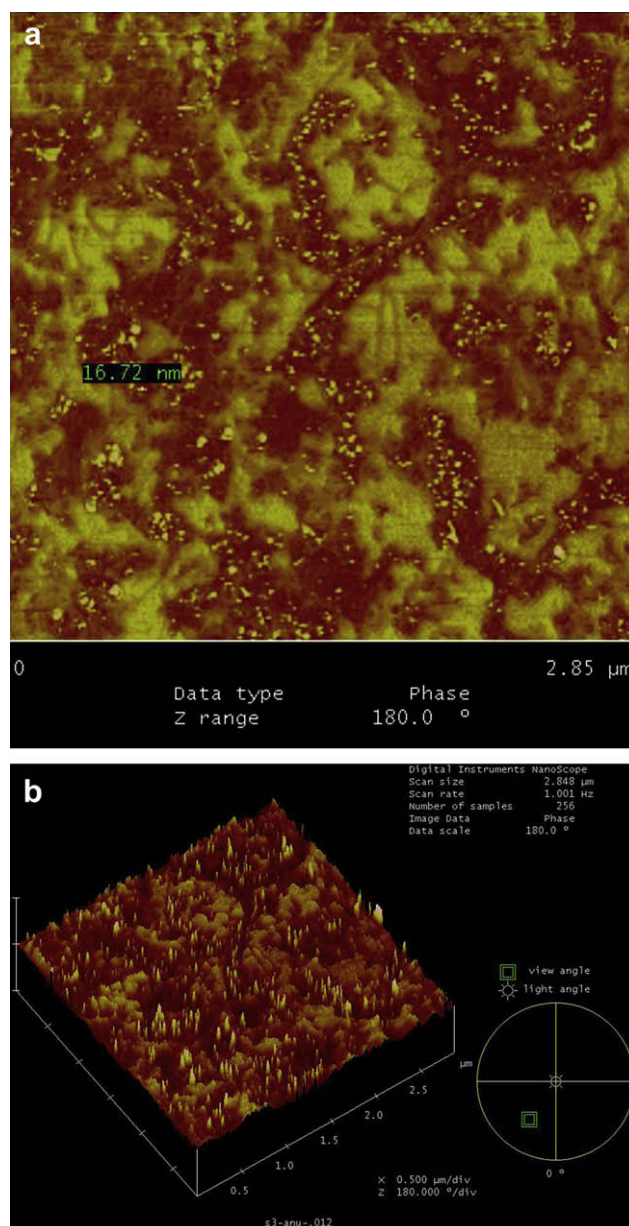 a
16.72 nm
0 2.85 µm
Data type Phase
Z range 180.0 °
b
Digital Instruments NanoScope
Scan size 2.848 µm
Scan rate 1.001 Hz
Number of samples 256
Image Data Phase
Data scale 180.0 °
view angle
light angle
µm
2.5
2.0
1.5
1.0
0.5
X 0.500 µm/div
Z 180.000 °/div
0 °
s3-anu-.012